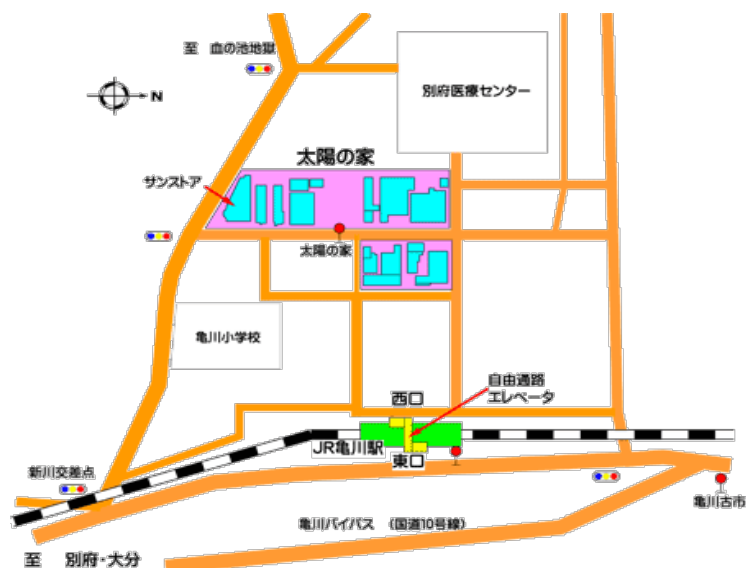 至 血の池地獄
N
別府医療センター
太陽の家
サンストア
太陽の家
亀川小学校
自由通路
エレベータ
西口
JR亀川駅
東口
新川交差点
亀川古市
亀川バイパス (国道10号線)
至 別府・大分